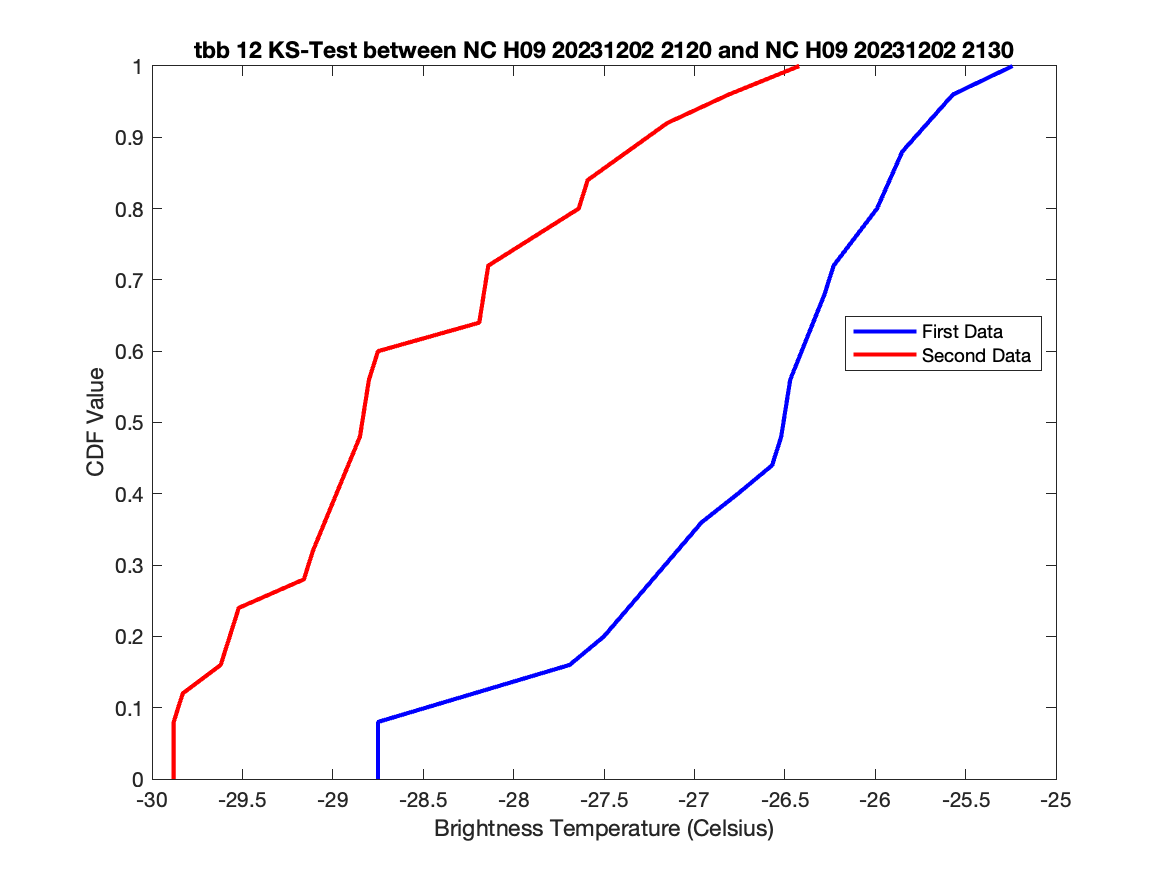 tbb 12 KS-Test between NC H09 20231202 2120 and NC H09 20231202 2130
1
0.9
0.8
0.7
0.6
0.5
0.4
0.3
0.2
0.1
0
CDF Value
First Data
Second Data
-30 -29.5 -29 -28.5 -28 -27.5 -27 -26.5 -26 -25.5 -25
Brightness Temperature (Celsius)